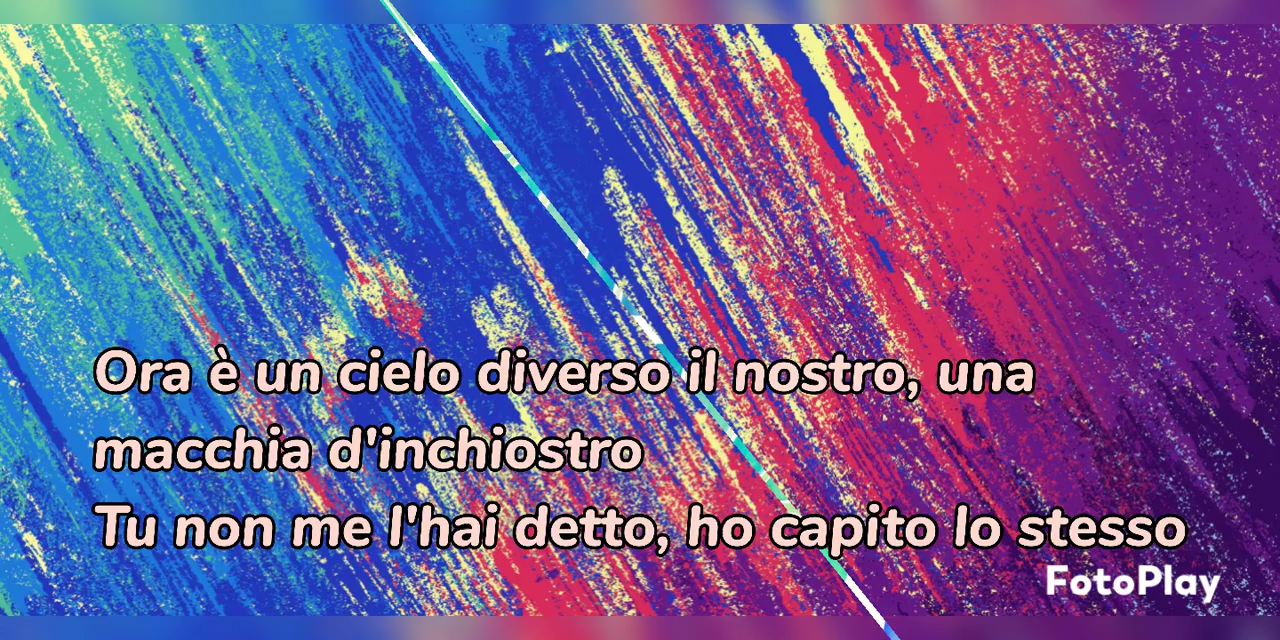 Ora è un cielo diverso il nostro, una
macchia d'inchiostro
Tu non me l'hai detto, ho capito lo stesso
FotoPlay